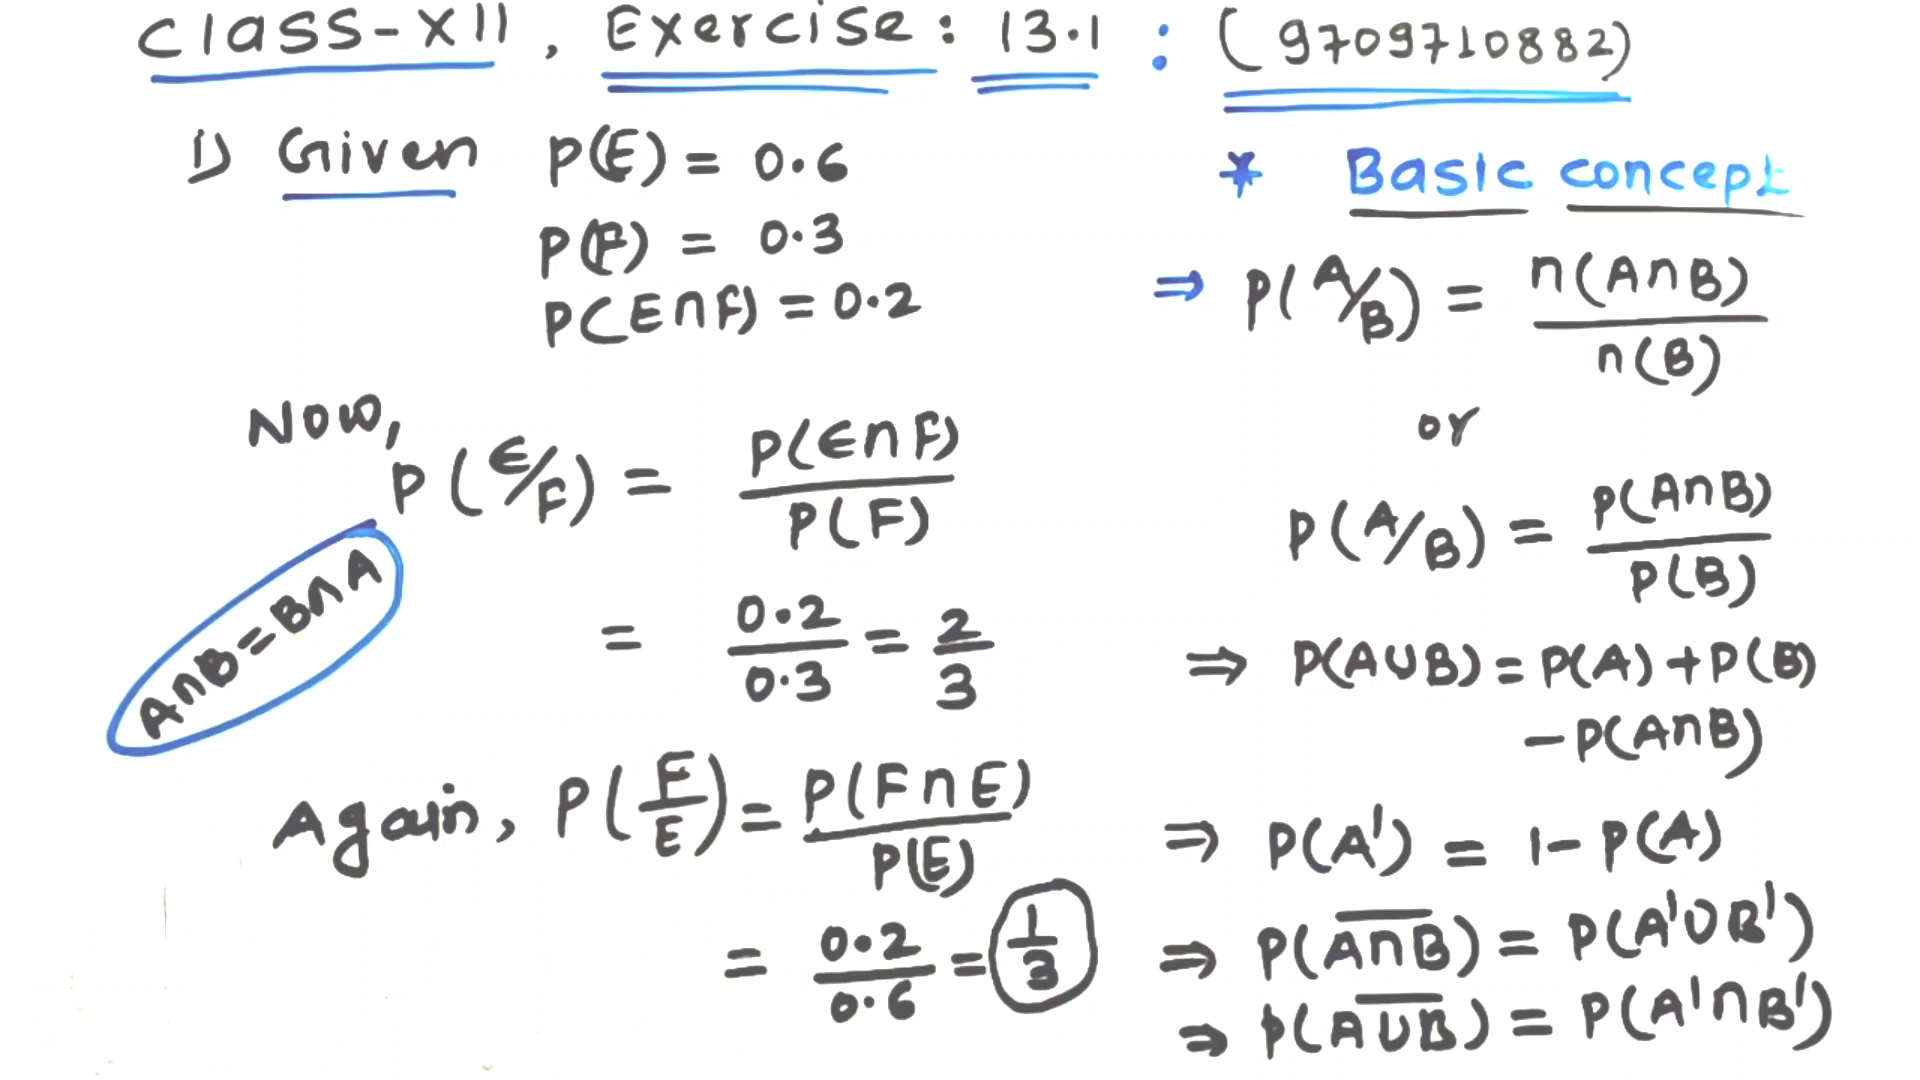 Class-XII, Exercise: 13.1 : (9709710882)
1) Given P(E) = 0.6
P(F) = 0.3
P(E∩F) = 0.2
Now,
P(E/F) = P(E∩F)/P(F)
A∩B=B∩A
= 0.2/0.3 = 2/3
Again, P(F/E) = P(F∩E)/P(E)
= 0.2/0.6 = 1/3
* Basic concept
⇒ P(A/B) = n(A∩B)/n(B)
or
P(A/B) = P(A∩B)/P(B)
⇒ P(A∪B) = P(A)+P(B)
-P(A∩B)
⇒ P(A') = 1-P(A)
⇒ P(A̅∩̅B̅) = P(A'∪B')
⇒ P(A̅∪̅B̅) = P(A'∩B')